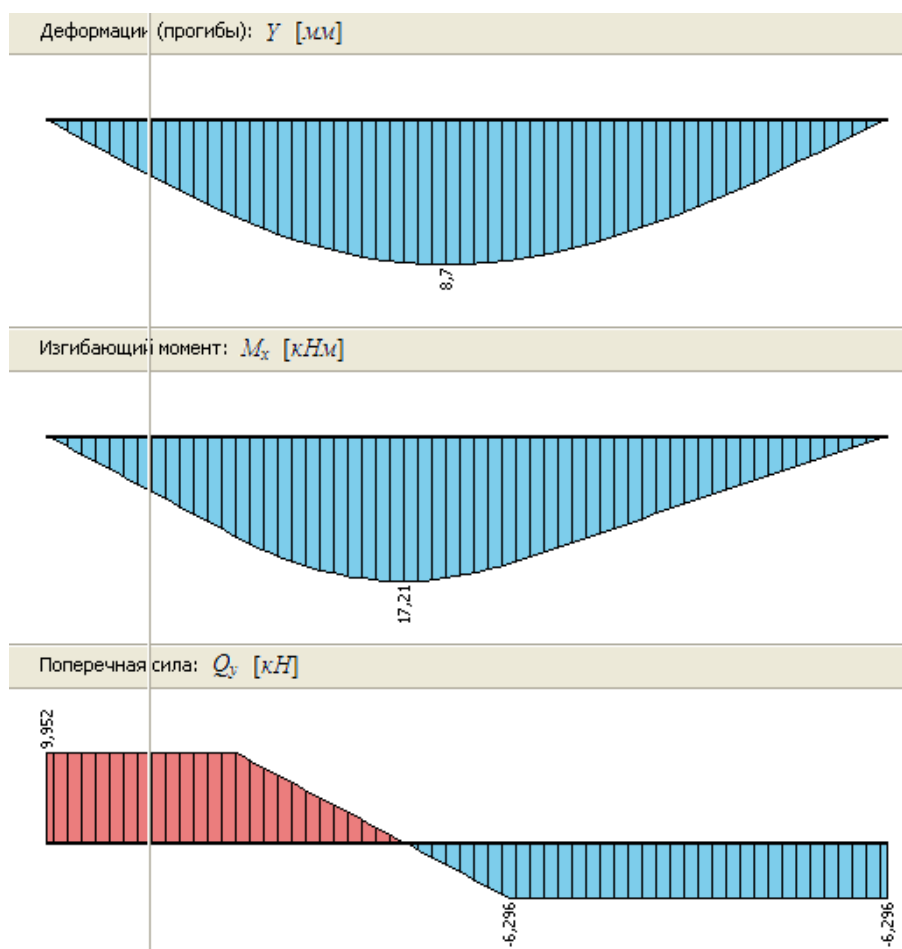 Деформации (прогибы): Y [мм]
8,7
Изгибающий момент: Mx [кНм]
17,21
Поперечная сила: Qy [кН]
9,952
-6,296
-6,296